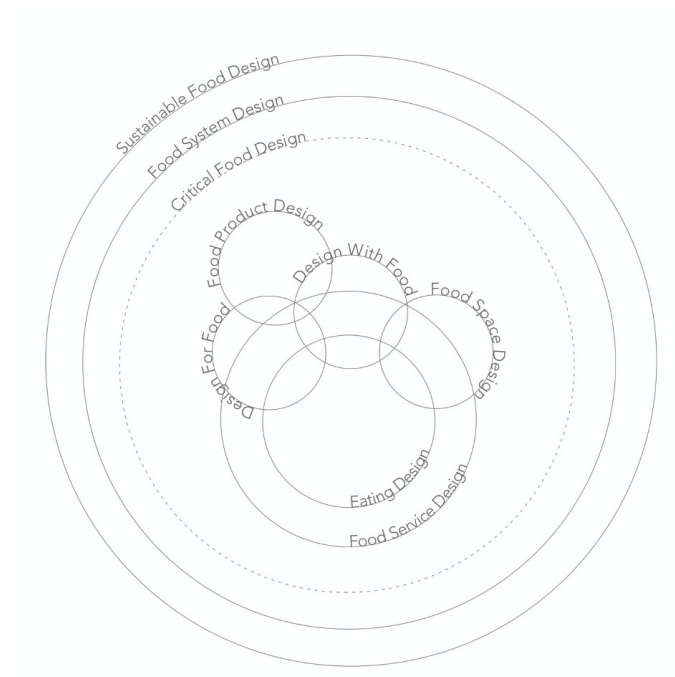 Sustainable Food Design
Food System Design
Critical Food Design
Food Product Design
Design With Food
Food Space Design
Design For Food
Eating Design
Food Service Design